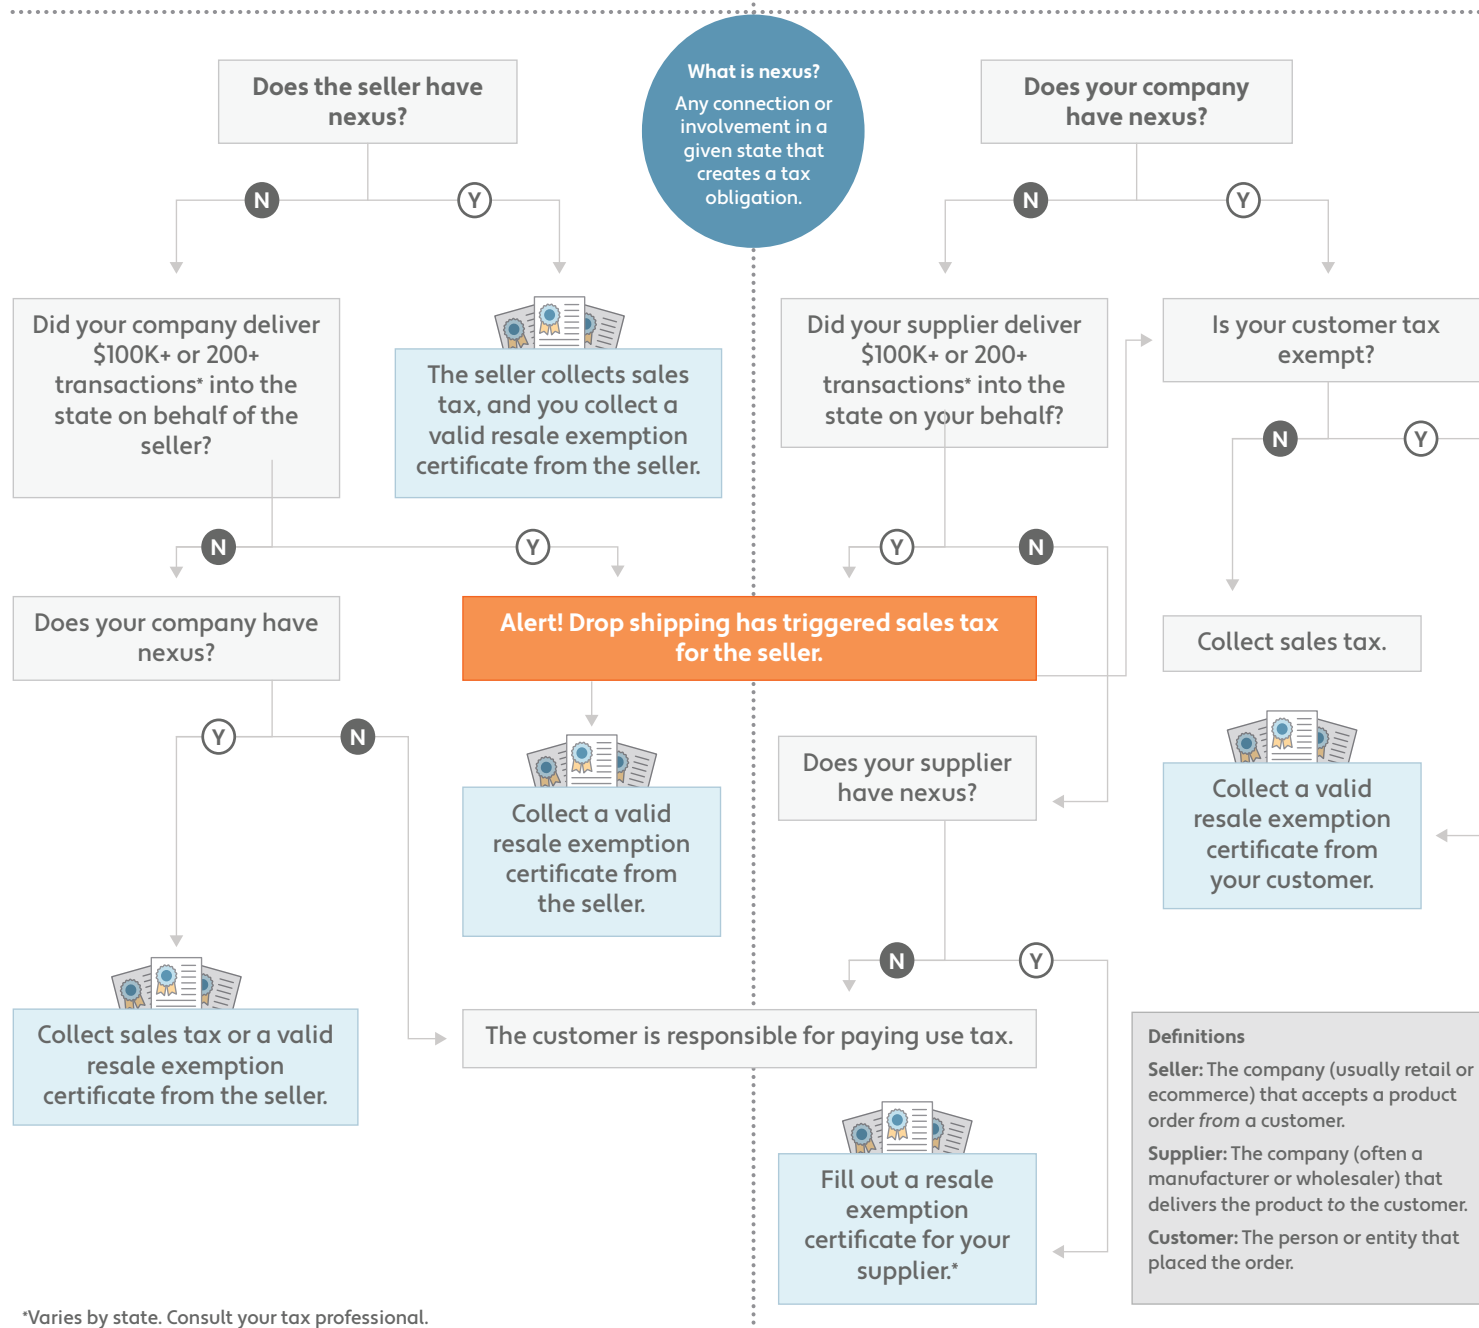 Does the seller have
nexus?
N
Y
Did your company deliver
$100K+ or 200+
transactions* into the
state on behalf of the
seller?
The seller collects sales
tax, and you collect a
valid resale exemption
certificate from the seller.
N
Y
Does your company have
nexus?
Y
N
Collect sales tax or a valid
resale exemption
certificate from the seller.
What is nexus?
Any connection or
involvement in a
given state that
creates a tax
obligation.
Alert! Drop shipping has triggered sales tax
for the seller.
Collect a valid
resale exemption
certificate from
the seller.
The customer is responsible for paying use tax.
Does your company
have nexus?
N
Y
Did your supplier deliver
$100K+ or 200+
transactions* into the
state on your behalf?
Y
N
Does your supplier
have nexus?
N
Y
Fill out a resale
exemption
certificate for your
supplier.*
Is your customer tax
exempt?
N
Y
Collect sales tax.
Collect a valid
resale exemption
certificate from
your customer.
Definitions
Seller: The company (usually retail or
ecommerce) that accepts a product
order from a customer.
Supplier: The company (often a
manufacturer or wholesaler) that
delivers the product to the customer.
Customer: The person or entity that
placed the order.
*Varies by state. Consult your tax professional.